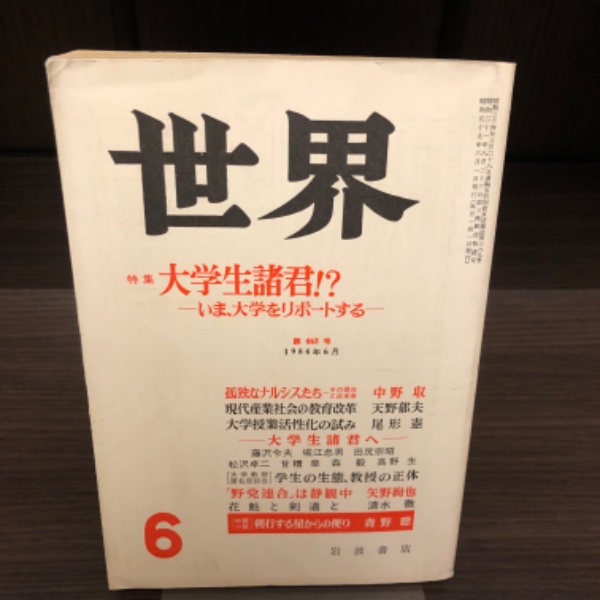 世界
特集 大学生諸君!?
―いま、大学をリポートする―
第465号
1984年6月
孤独なナルシスたち 中野 収
現代産業社会の教育改革 天野郁夫
大学授業活性化の試み 尾形 憲
―大学生諸君へ―
藤沢令夫 堀江忠男 田尻宗昭
松沢卓二 甘糟 章 森 毅 高野 生
学生の生態、教授の正体
「野党連合」は静観中 矢野絢也
花魁と剣道と 清水 徹
剣行する星からの便り 青野 聰
6
岩波書店